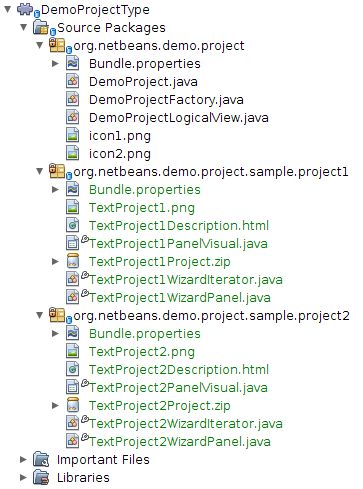 DemoProjectType
Source Packages
org.netbeans.demo.project
Bundle.properties
DemoProject.java
DemoProjectFactory.java
DemoProjectLogicalView.java
icon1.png
icon2.png
org.netbeans.demo.project.sample.project1
Bundle.properties
TextProject1.png
TextProject1Description.html
TextProject1PanelVisual.java
TextProject1Project.zip
TextProject1WizardIterator.java
TextProject1WizardPanel.java
org.netbeans.demo.project.sample.project2
Bundle.properties
TextProject2.png
TextProject2Description.html
TextProject2PanelVisual.java
TextProject2Project.zip
TextProject2WizardIterator.java
TextProject2WizardPanel.java
Important Files
Libraries